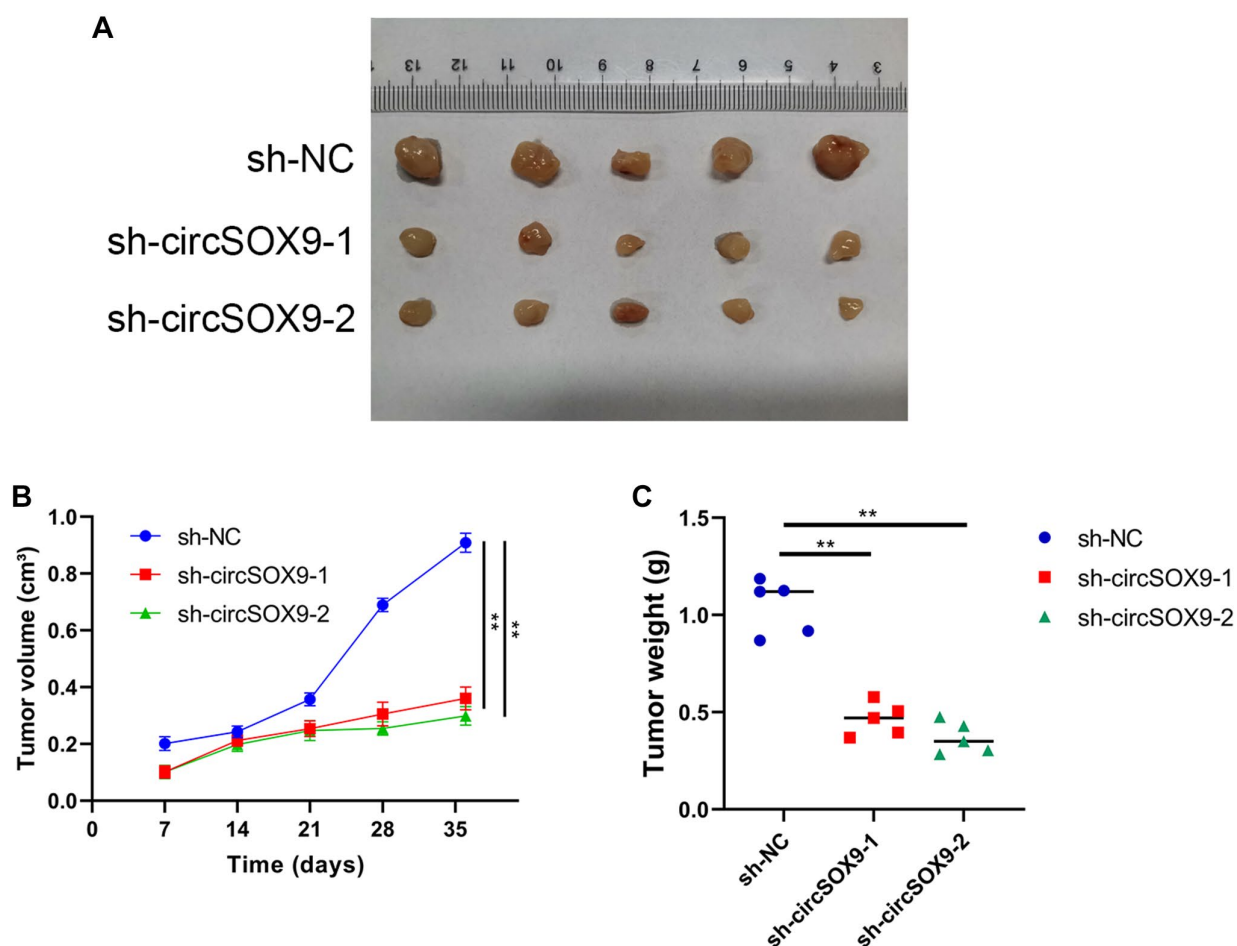 A
13 12 11 10 9 8 7 6 5 4 3
sh-NC
sh-circSOX9-1
sh-circSOX9-2
B
1.0
0.8
0.6
0.4
0.2
0.0
Tumor volume (cm³)
sh-NC
sh-circSOX9-1
sh-circSOX9-2
**
**
0 7 14 21 28 35
Time (days)
C
1.5
1.0
0.5
0.0
Tumor weight (g)
**
**
sh-NC
sh-circSOX9-1
sh-circSOX9-2
sh-NC
sh-circSOX9-1
sh-circSOX9-2